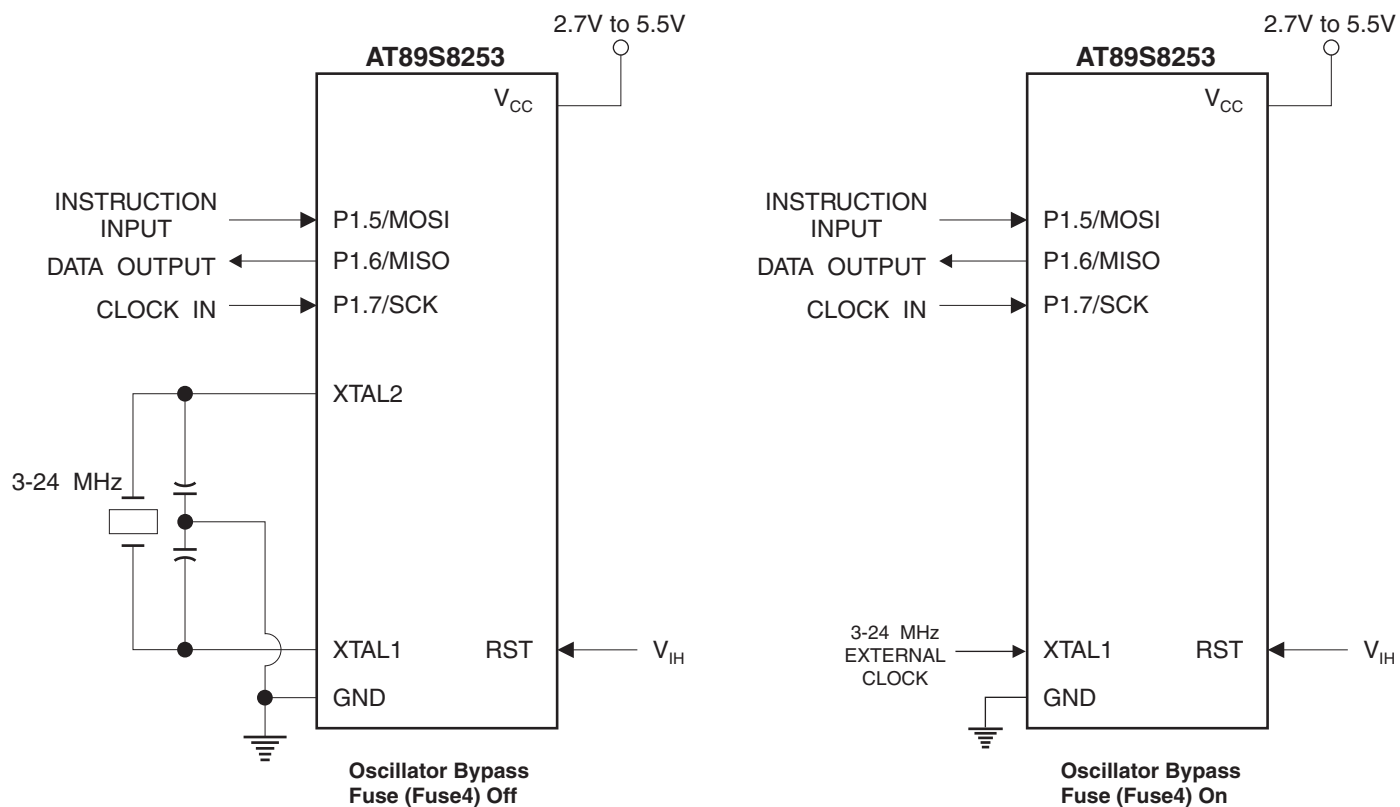 2.7V to 5.5V
AT89S8253
VCC
INSTRUCTION
INPUT
P1.5/MOSI
DATA OUTPUT
P1.6/MISO
CLOCK IN
P1.7/SCK
XTAL2
3-24 MHz
XTAL1
RST
VIH
GND
Oscillator Bypass
Fuse (Fuse4) Off
2.7V to 5.5V
AT89S8253
VCC
INSTRUCTION
INPUT
P1.5/MOSI
DATA OUTPUT
P1.6/MISO
CLOCK IN
P1.7/SCK
3-24 MHz
EXTERNAL
CLOCK
XTAL1
RST
VIH
GND
Oscillator Bypass
Fuse (Fuse4) On